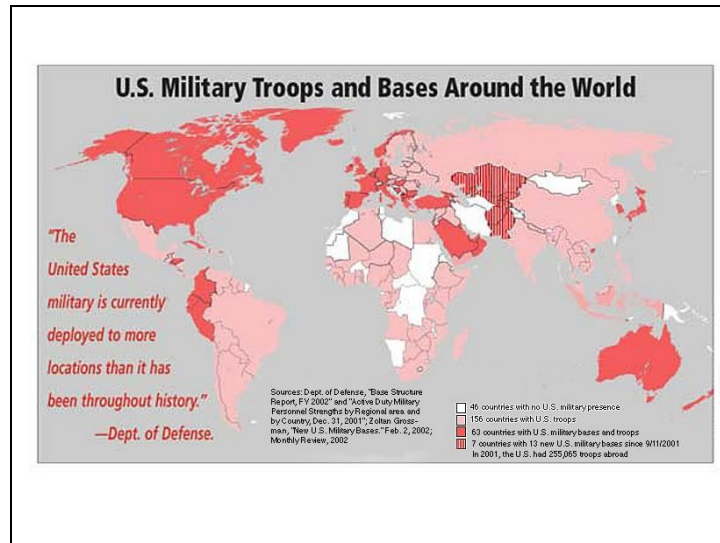 U.S. Military Troops and Bases Around the World
"The
United States
military is currently
deployed to more
locations than it has
been throughout history."
—Dept. of Defense.
Sources: Dept. of Defense, "Base Structure
Report, FY 2002" and "Active Duty Military
Personnel Strengths by Regional area and
by Country, Dec. 31, 2001"; Zoltan Gross-
man, "New U.S. Military Bases." Feb. 2, 2002;
Monthly Review, 2002
46 countries with no U.S. military presence
156 countries with U.S. troops
63 countries with U.S. military bases and troops
7 countries with 13 new U.S. military bases since 9/11/2001
In 2001, the U.S. had 255,065 troops abroad